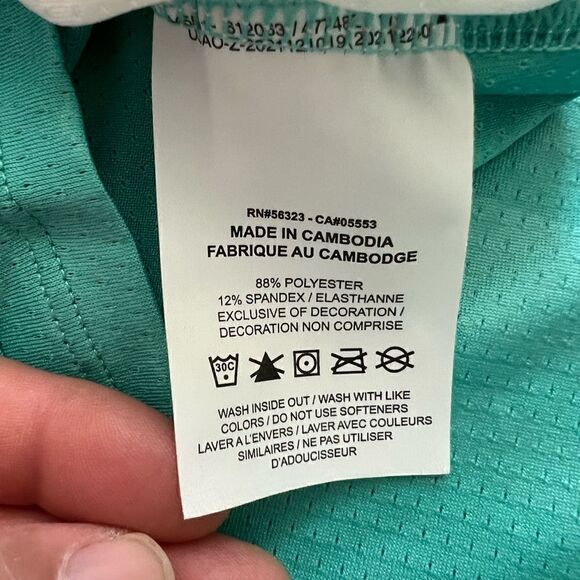 RN#56323 - CA#05553
MADE IN CAMBODIA
FABRIQUE AU CAMBODGE
88% POLYESTER
12% SPANDEX / ELASTHANNE
EXCLUSIVE OF DECORATION /
DECORATION NON COMPRISE
30C
WASH INSIDE OUT / WASH WITH LIKE
COLORS / DO NOT USE SOFTENERS
LAVER A L'ENVERS / LAVER AVEC COULEURS
SIMILAIRES / NE PAS UTILISER
D'ADOUCISSEUR